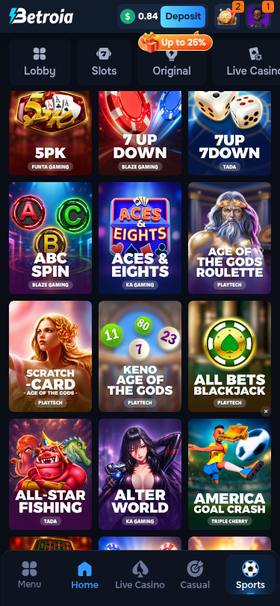 Betroia
$ 0.84 Deposit
2
1
Up to 25%
Lobby
Slots
Original
Live Casino
5PK
FUNTA GAMING
7 UP
DOWN
BLAZE GAMING
7UP
7DOWN
TADA
A C
B
ABC
SPIN
BLAZE GAMING
ACES
&
EIGHTS
ACES &
EIGHTS
KA GAMING
AGE OF
THE GODS
ROULETTE
PLAYTECH
SCRATCH
-CARD
- AGE OF THE GODS -
PLAYTECH
11 80 23
7
KENO
AGE OF
THE GODS
PLAYTECH
ALL BETS
BLACKJACK
PLAYTECH
ALL-STAR
FISHING
TADA
ALTER
WORLD
KA GAMING
AMERICA
GOAL CRASH
TRIPLE CHERRY
Menu
Home
Live Casino
Casual
Sports